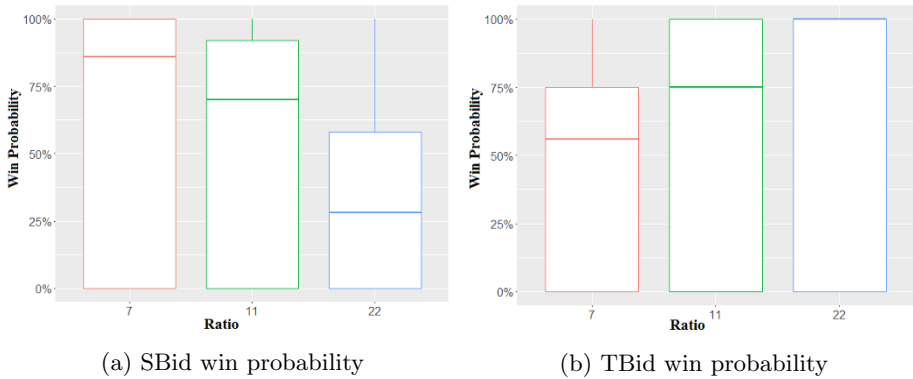 100%
75%
50%
25%
0%
Win Probability
7
11
22
Ratio
(a) SBid win probability
100%
75%
50%
25%
0%
Win Probability
7
11
22
Ratio
(b) TBid win probability